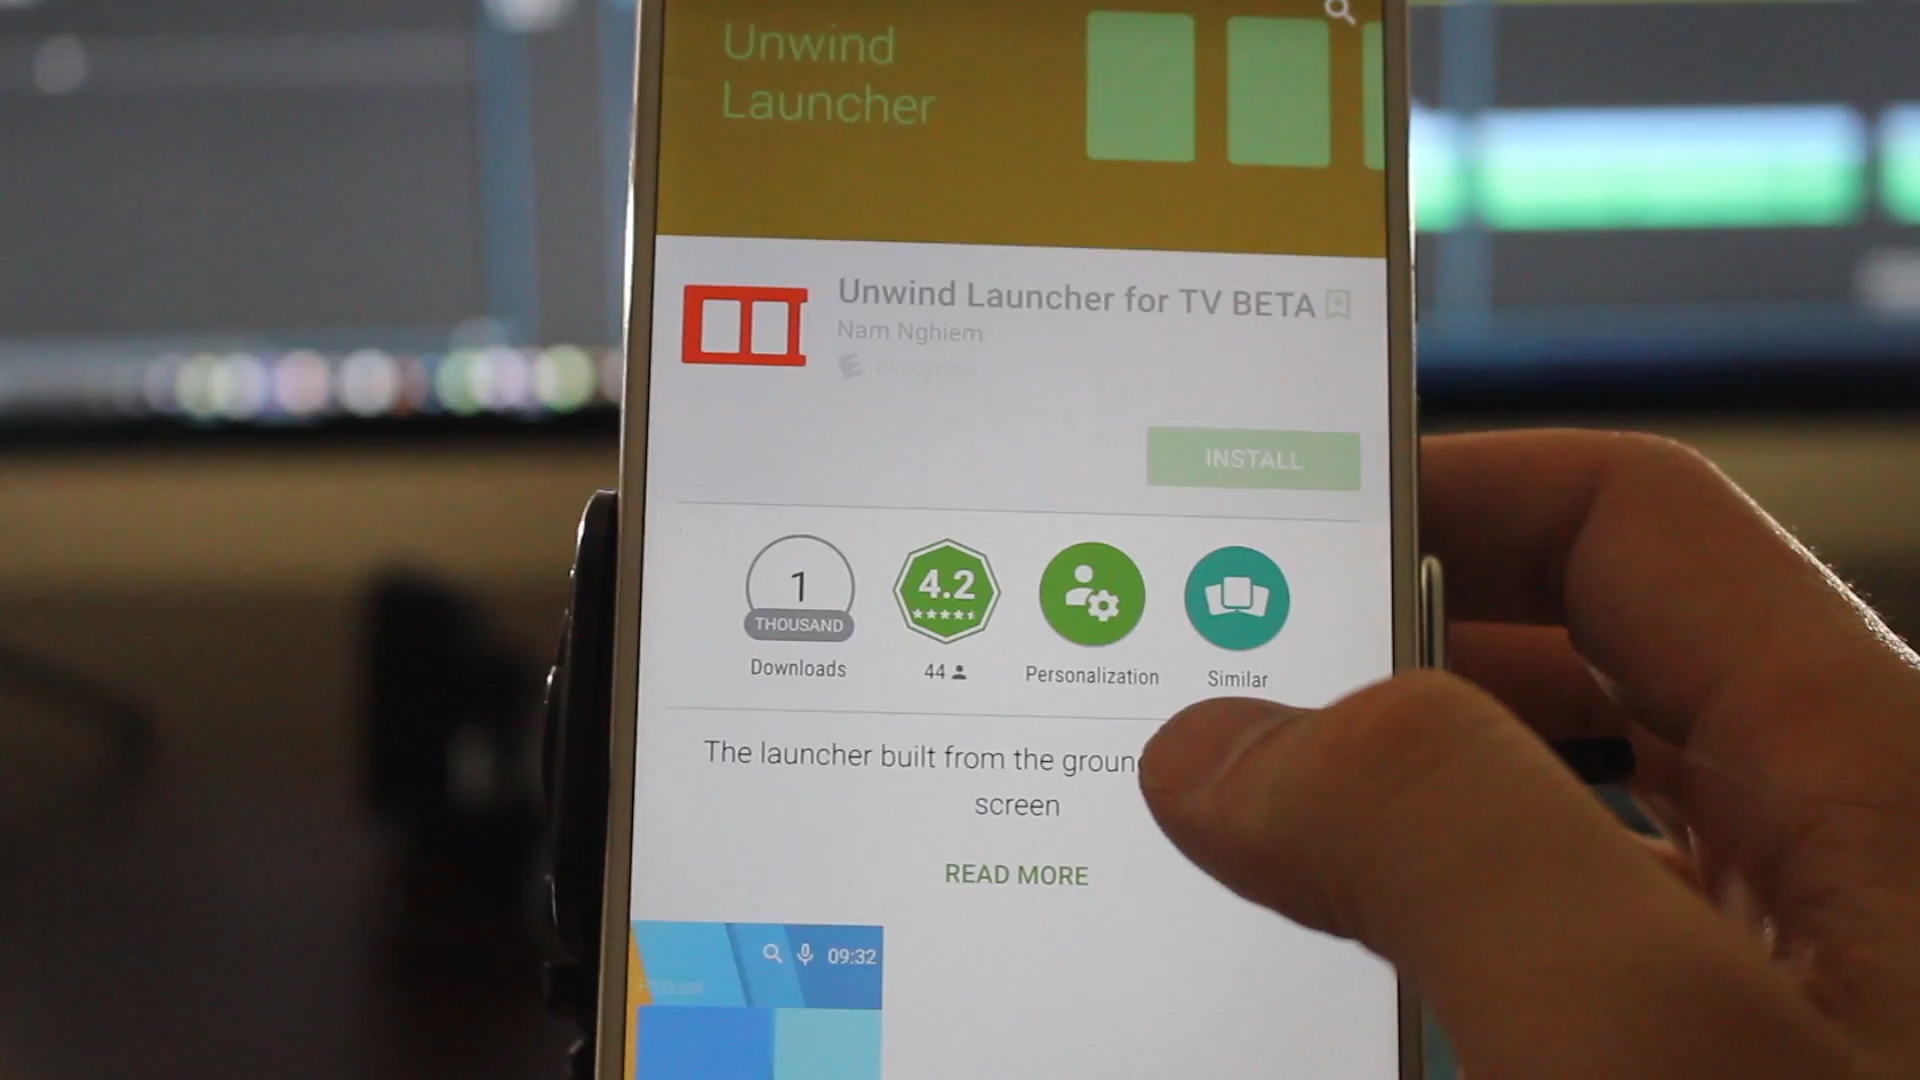 Unwind
Launcher
Unwind Launcher for TV BETA
Nam Nghiem
E Everyone
INSTALL
1
THOUSAND
Downloads
4.2
44
Personalization
Similar
The launcher built from the
screen
READ MORE
09:32